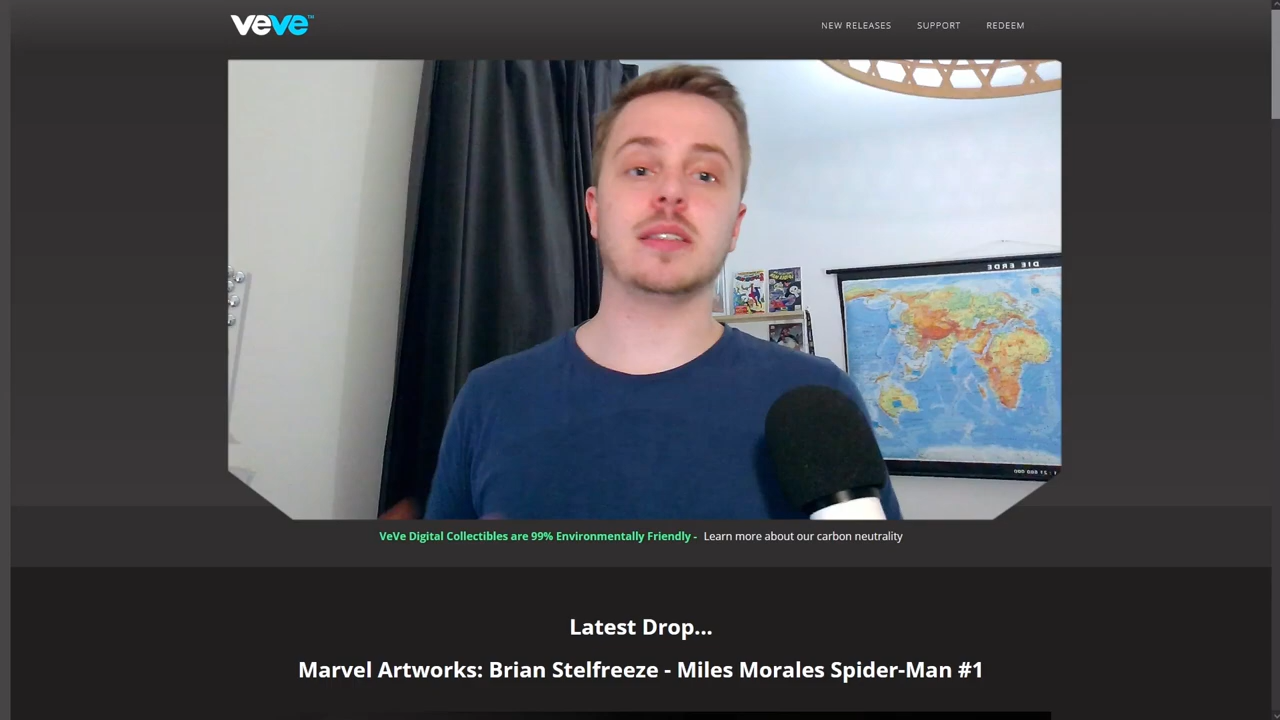 veve™
NEW RELEASES SUPPORT REDEEM
DIE ERDE
VeVe Digital Collectibles are 99% Environmentally Friendly - Learn more about our carbon neutrality
Latest Drop...
Marvel Artworks: Brian Stelfreeze - Miles Morales Spider-Man #1